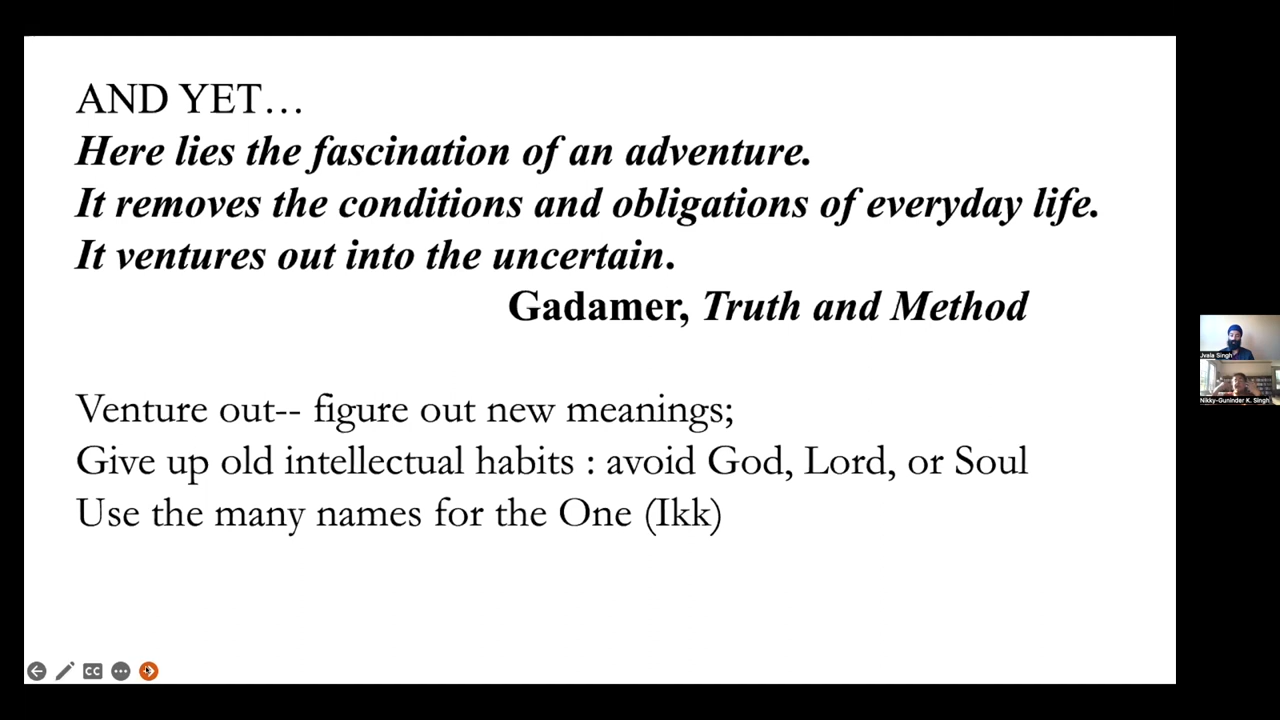 AND YET…
Here lies the fascination of an adventure.
It removes the conditions and obligations of everyday life.
It ventures out into the uncertain.
Gadamer, Truth and Method
Venture out-- figure out new meanings;
Give up old intellectual habits : avoid God, Lord, or Soul
Use the many names for the One (Ikk)
CC
Jvala Singh
Nikky-Guninder K. Singh